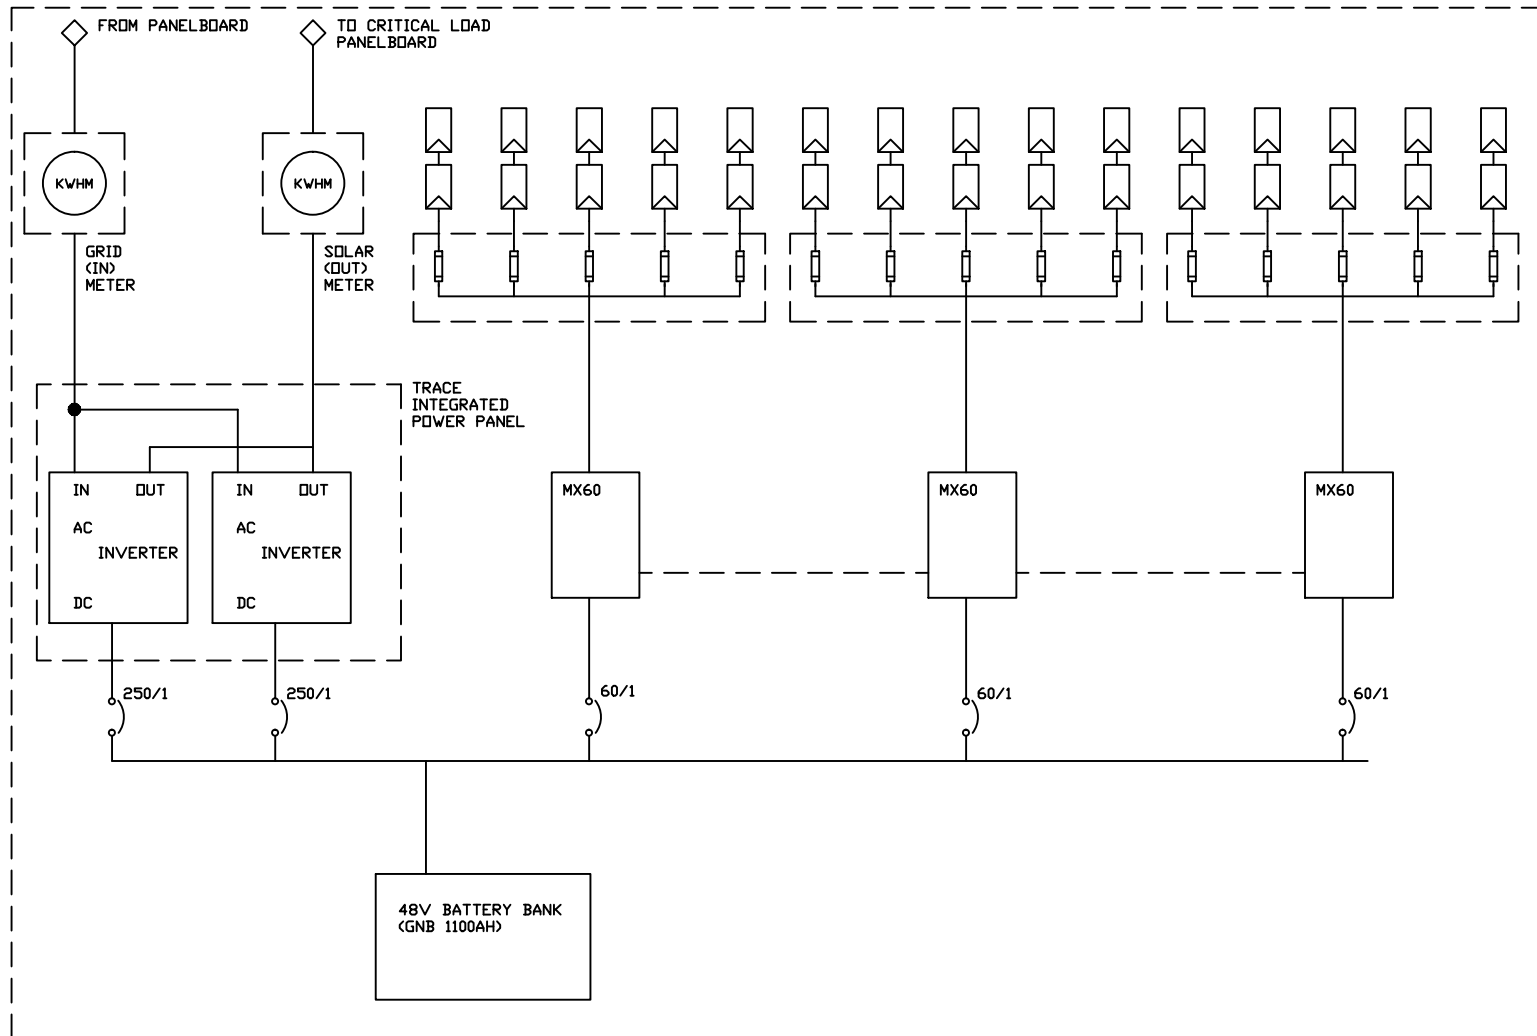 FROM PANELBOARD
TO CRITICAL LOAD
PANELBOARD
KWHM
KWHM
GRID
(IN)
METER
SOLAR
(OUT)
METER
TRACE
INTEGRATED
POWER PANEL
IN OUT
AC
INVERTER
DC
IN OUT
AC
INVERTER
DC
MX60
MX60
MX60
250/1
250/1
60/1
60/1
60/1
48V BATTERY BANK
(GNB 1100AH)